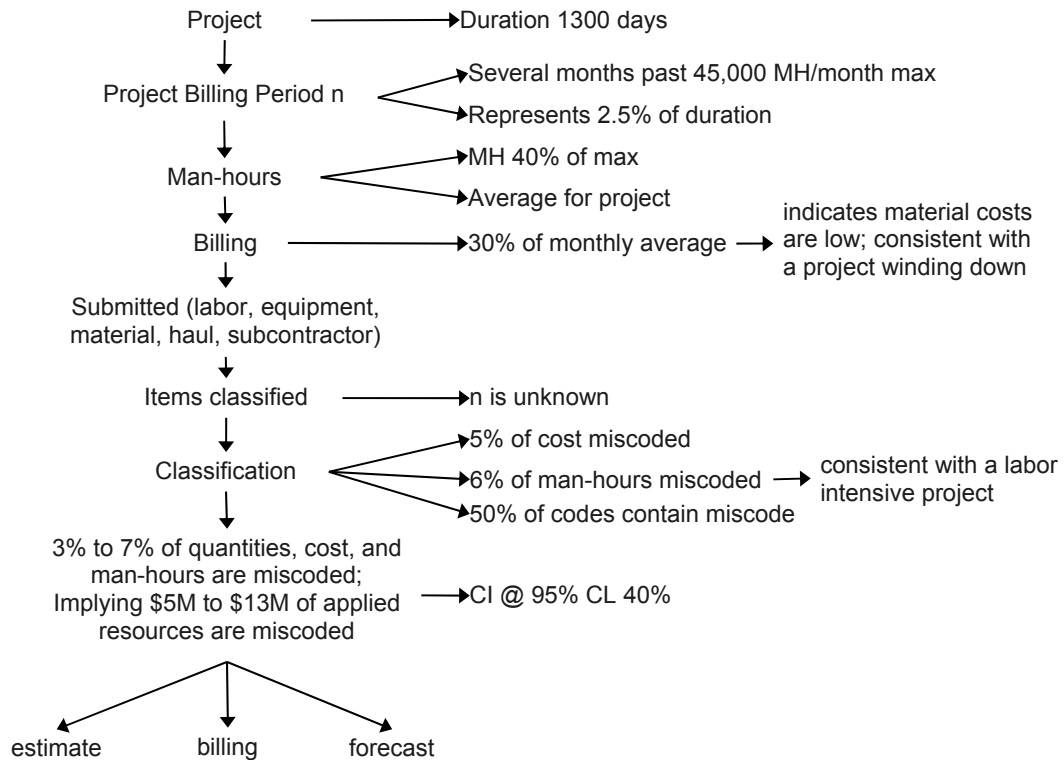 Project
Duration 1300 days
Project Billing Period n
Several months past 45,000 MH/month max
Represents 2.5% of duration
Man-hours
MH 40% of max
Average for project
Billing
30% of monthly average
indicates material costs
are low; consistent with
a project winding down
Submitted (labor, equipment,
material, haul, subcontractor)
Items classified
n is unknown
Classification
5% of cost miscoded
6% of man-hours miscoded
50% of codes contain miscode
consistent with a labor
intensive project
3% to 7% of quantities, cost, and
man-hours are miscoded;
Implying $5M to $13M of applied
resources are miscoded
CI @ 95% CL 40%
estimate
billing
forecast